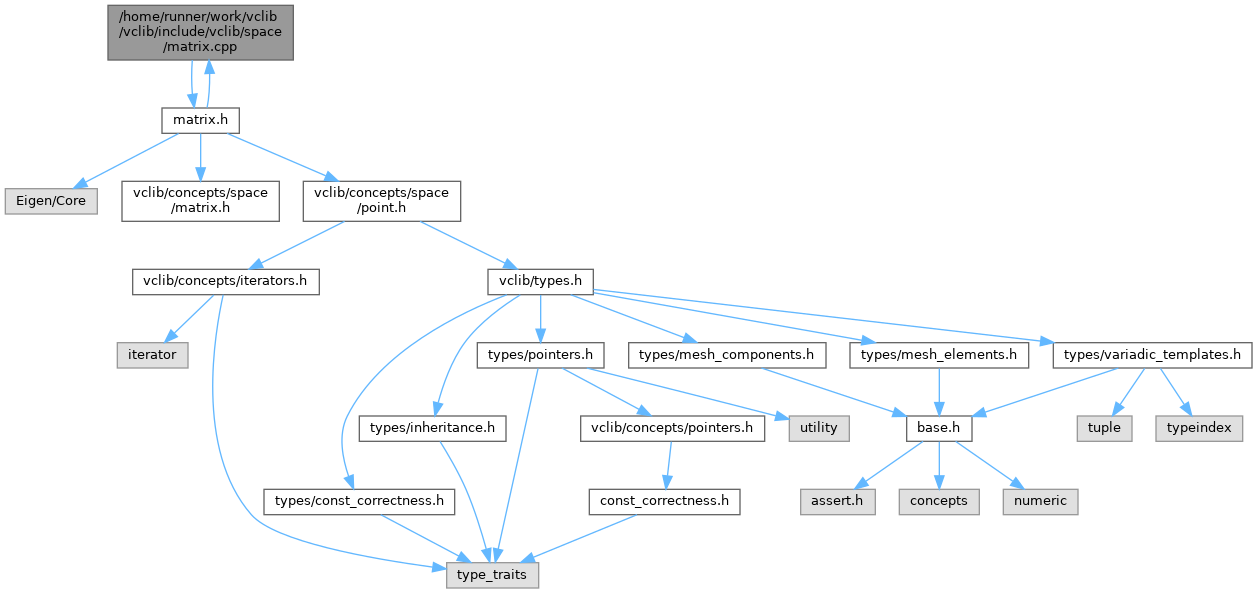 /home/runner/work/vclib
/vclib/include/vclib/space
/matrix.cpp
matrix.h
Eigen/Core
vclib/concepts/space
/matrix.h
vclib/concepts/space
/point.h
vclib/concepts/iterators.h
vclib/types.h
iterator
types/pointers.h
types/mesh_components.h
types/mesh_elements.h
types/variadic_templates.h
types/inheritance.h
vclib/concepts/pointers.h
utility
base.h
tuple
typeindex
types/const_correctness.h
const_correctness.h
assert.h
concepts
numeric
type_traits